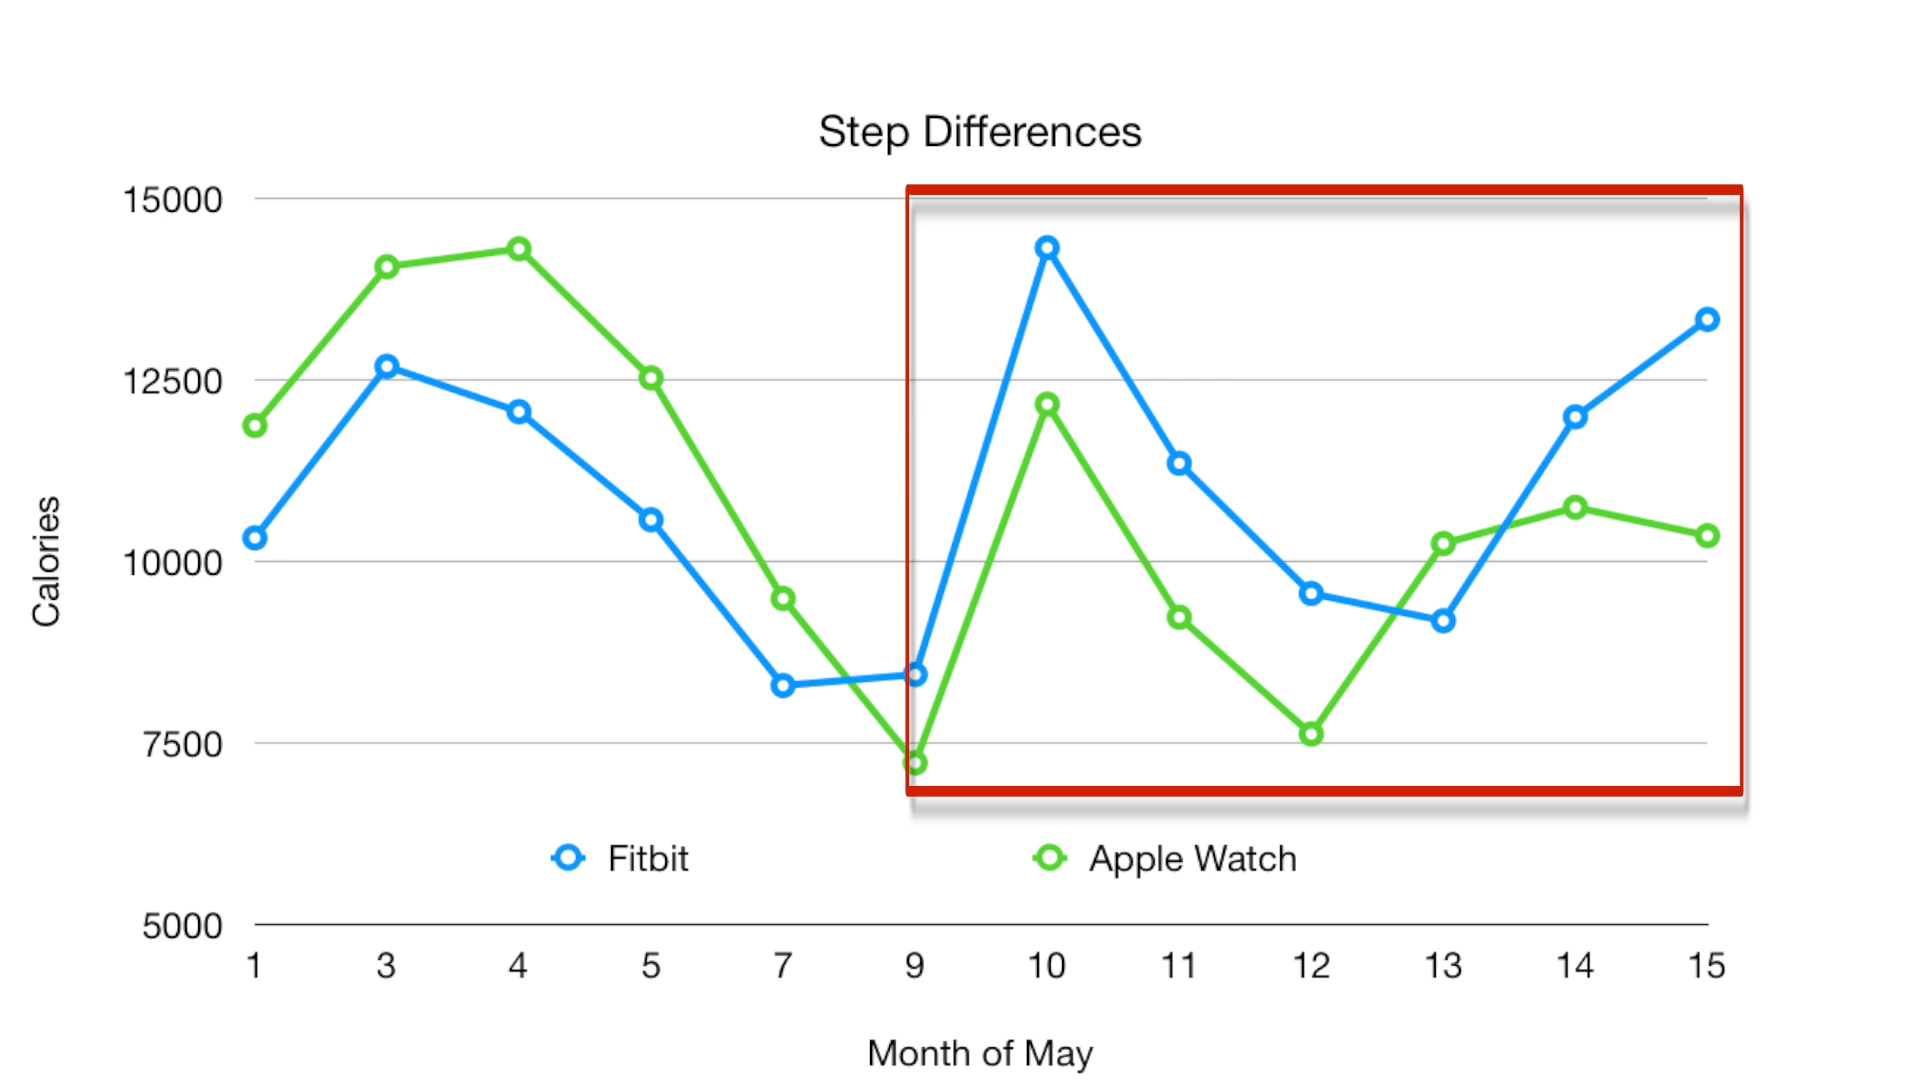 Step Differences
15000
12500
10000
7500
5000
Calories
Fitbit Apple Watch
1 3 4 5 7 9 10 11 12 13 14 15
Month of May